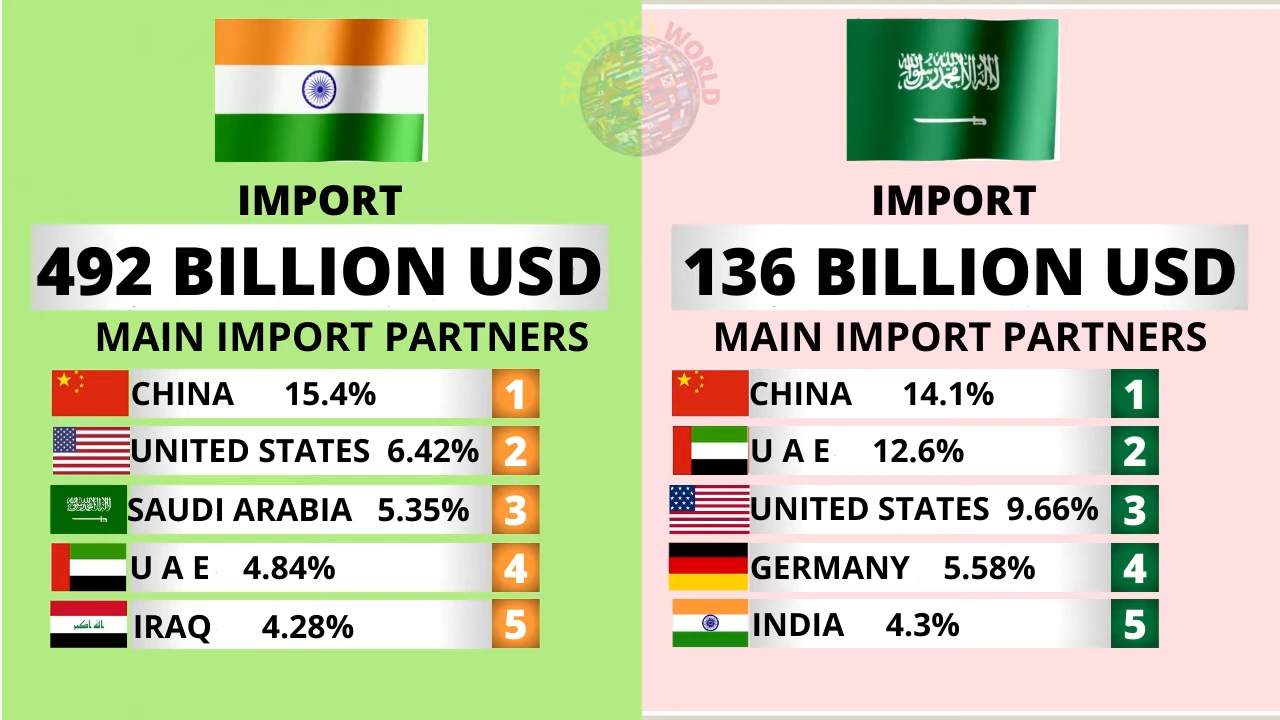 STATISTICS WORLD
IMPORT
492 BILLION USD
MAIN IMPORT PARTNERS
CHINA 15.4% 1
UNITED STATES 6.42% 2
SAUDI ARABIA 5.35% 3
U A E 4.84% 4
IRAQ 4.28% 5
IMPORT
136 BILLION USD
MAIN IMPORT PARTNERS
CHINA 14.1% 1
U A E 12.6% 2
UNITED STATES 9.66% 3
GERMANY 5.58% 4
INDIA 4.3% 5